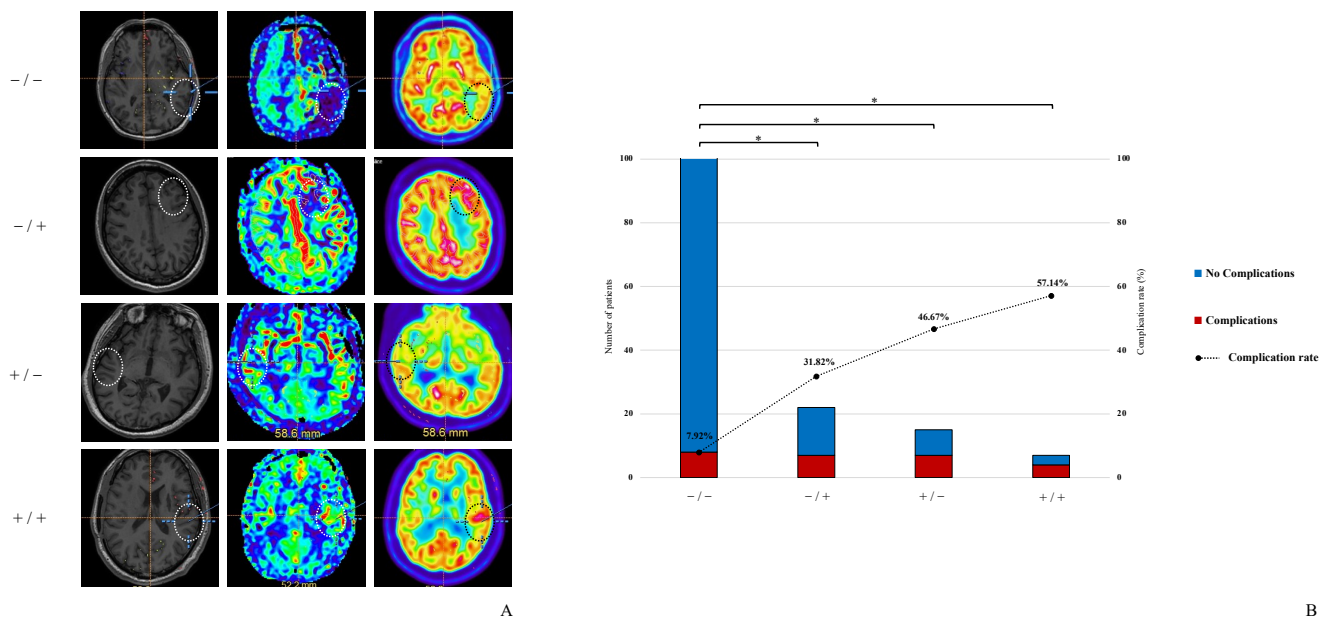 − / −
− / +
+ / −
+ / +
58.6 mm
58.6 mm
52.2 mm
A
*
*
*
100
80
60
40
20
0
Number of patients
7.92%
31.82%
46.67%
57.14%
− / −
− / +
+ / −
+ / +
100
80
60
40
20
0
Complication rate (%)
No Complications
Complications
Complication rate
B